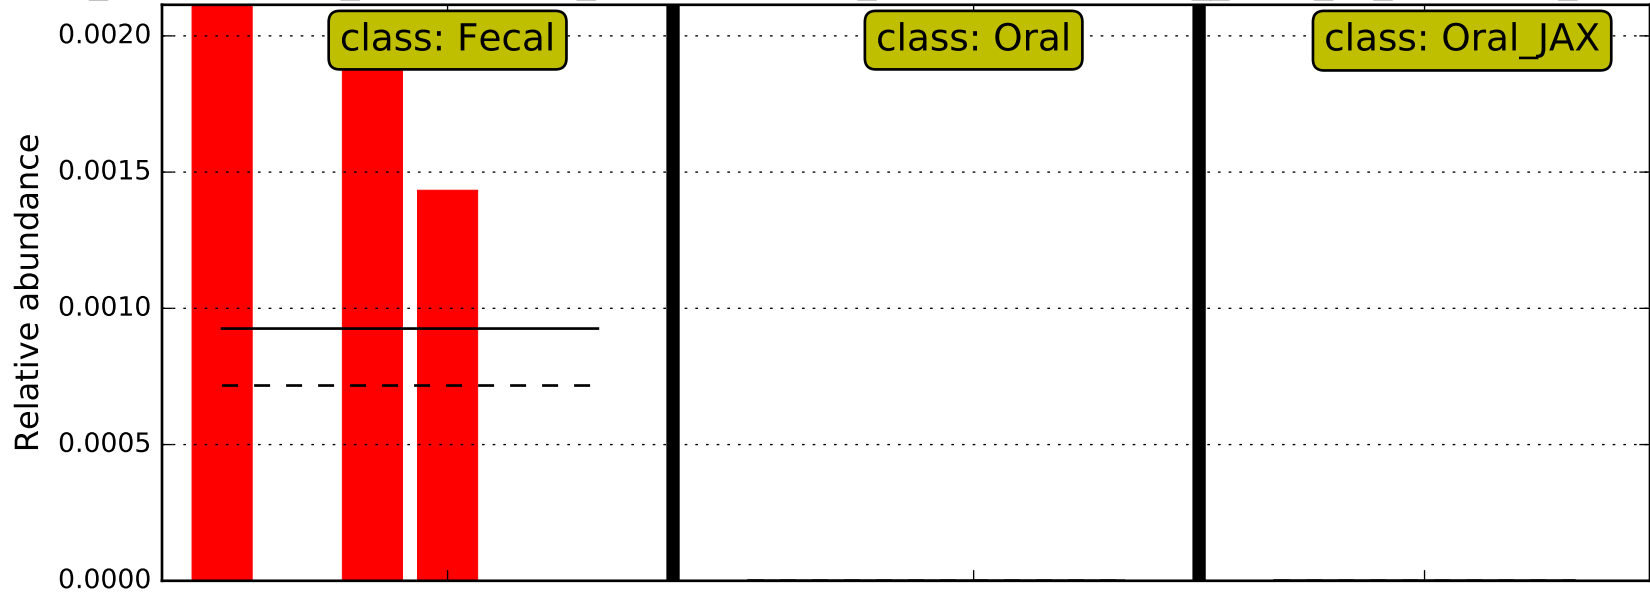 class: Fecal
class: Oral
class: Oral_JAX
Relative abundance
0.0020
0.0015
0.0010
0.0005
0.0000